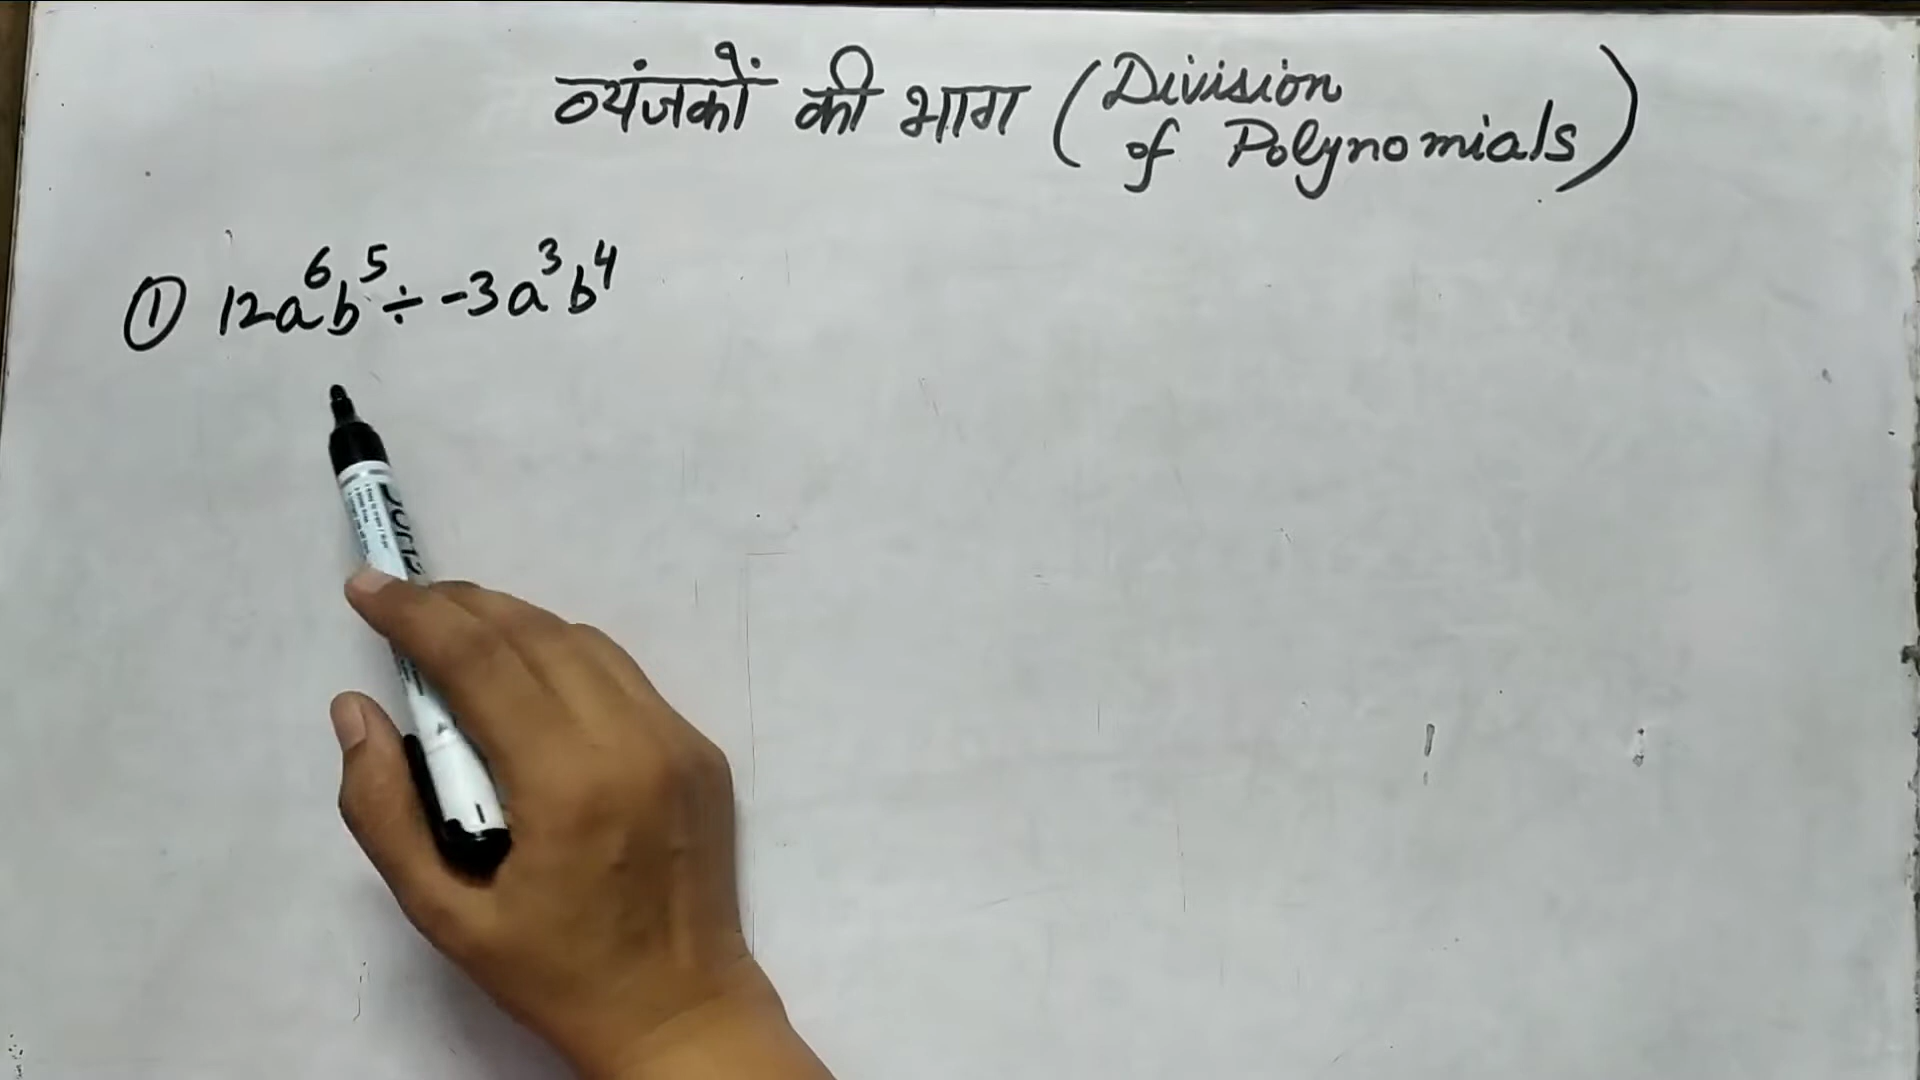 व्यंजकों की भाग (Division
of Polynomials)
① 12a⁶b⁵ ÷ -3a³b⁴